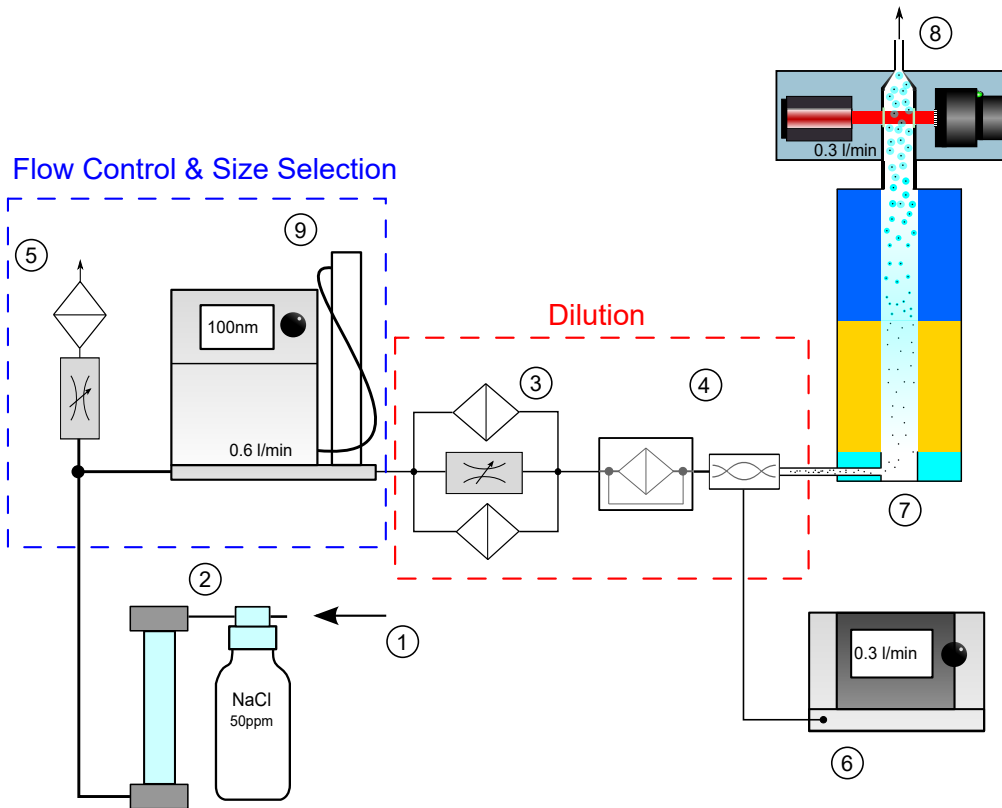 8
0.3 l/min
Flow Control & Size Selection
5
9
100nm
0.6 l/min
Dilution
3
4
7
2
1
NaCl
50ppm
0.3 l/min
6